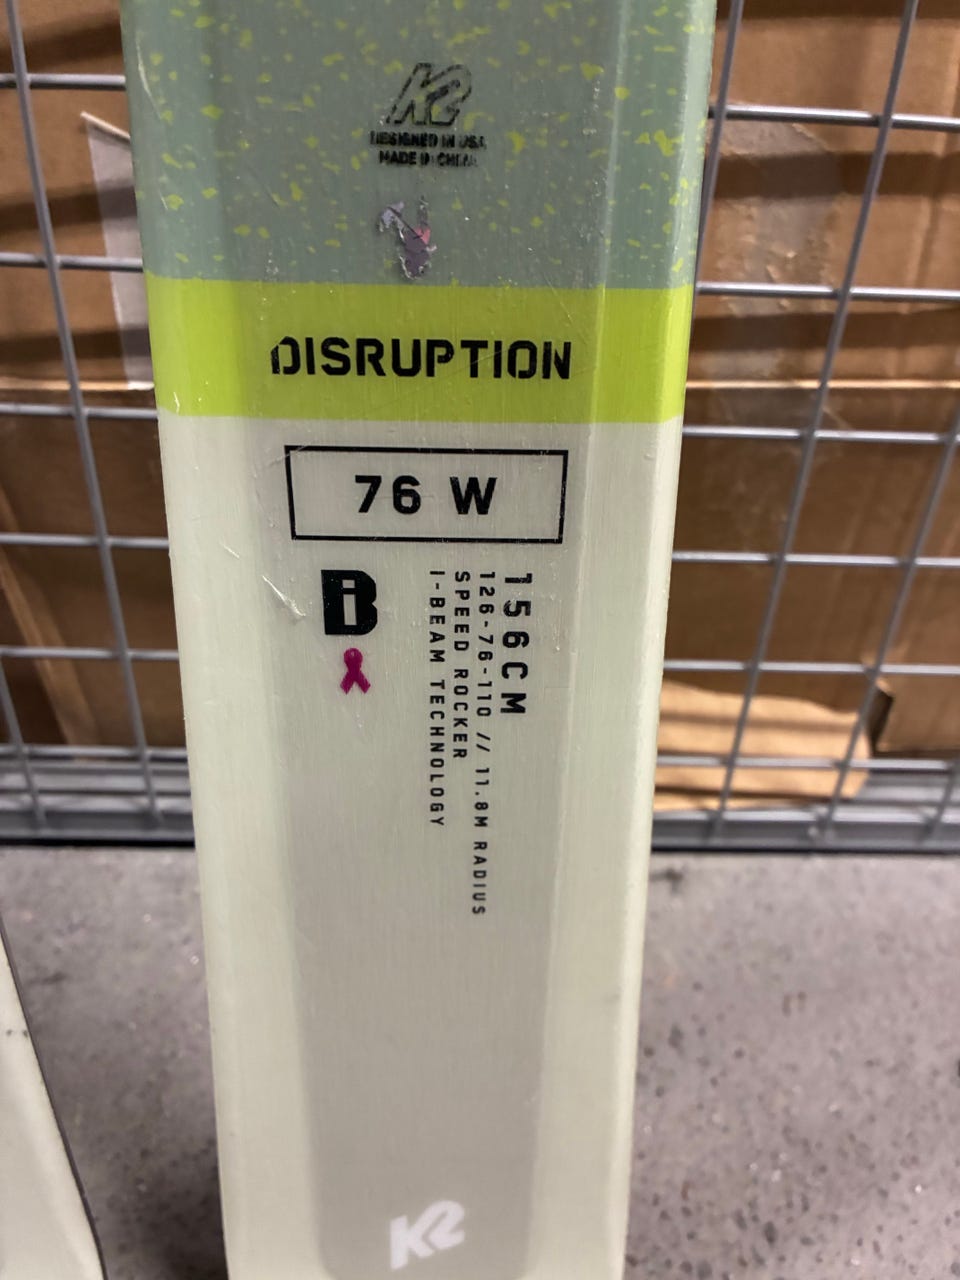 K2
DESIGNED IN USA
MADE IN CHINA
DISRUPTION
76 W
iB
156CM
126-76-110 // 11.8M RADIUS
SPEED ROCKER
I-BEAM TECHNOLOGY
K2